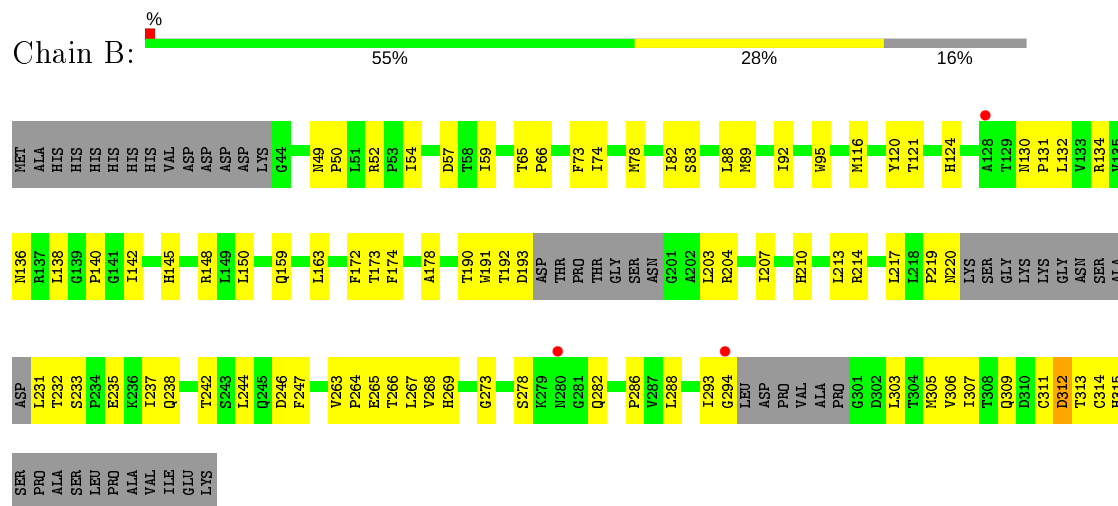 %
Chain B:
55% 28% 16%
MET ALA HIS HIS HIS HIS HIS HIS VAL ASP ASP ASP ASP LYS G44 N49 P50 L51 R52 P53 I54 D57 T58 I59 T65 P66 F73 I74 M78 I82 S83 L88 M89 I92 W95 M116 Y120 T121 H124 A128 T129 N130 P131 L132 V133 R134
N136 R137 L138 G139 P140 G141 I142 H145 R148 L149 L150 Q159 L163 F172 T173 F174 A178 T190 W191 T192 D193 ASP THR PRO THR GLY SER ASN G201 A202 L203 R204 I207 H210 L213 R214 L217 L218 P219 N220 LYS SER GLY LYS LYS GLY ASN SER ALA
ASP L231 T232 S233 P234 E235 K236 I237 Q238 T242 S243 L244 Q245 D246 F247 V263 P264 E265 T266 L267 V268 H269 G273 S278 K279 N280 G281 Q282 P286 V287 L288 I293 G294 LEU ASP PRO VAL ALA PRO G301 D302 L303 T304 M305 V306 I307 T308 Q309 D310 C311 D312 T313 C314 H315
SER PRO ALA SER LEU PRO ALA VAL ILE GLU LYS